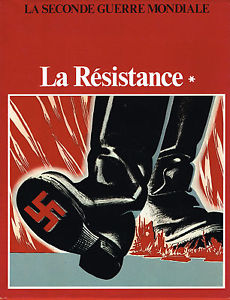 LA SECONDE GUERRE MONDIALE
La Résistance *